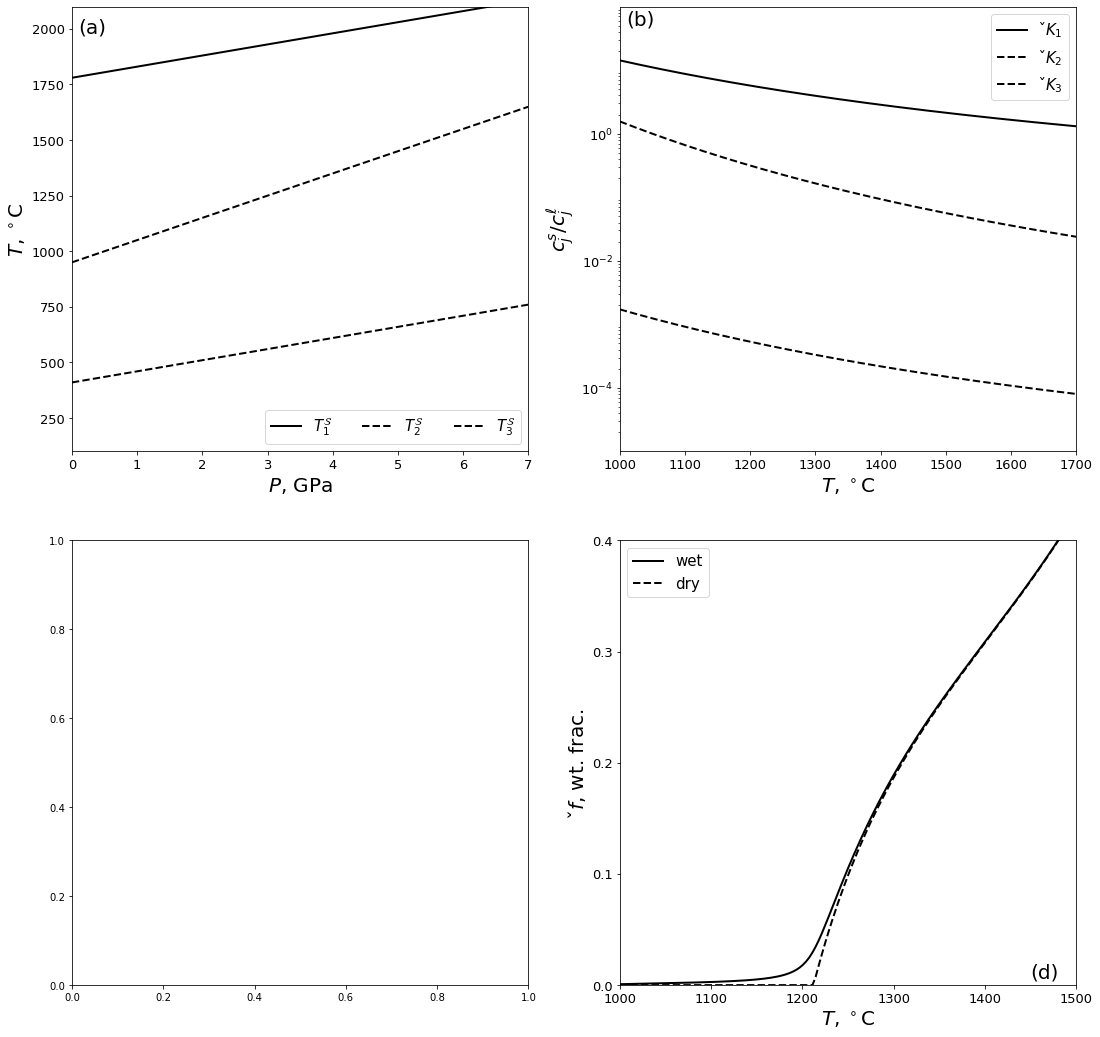 (a)
2000
1750
1500
1250
1000
750
500
250
T, °C
T₁ˢ T₂ˢ T₃ˢ
0 1 2 3 4 5 6 7
P, GPa
(b)
ˇK₁
ˇK₂
ˇK₃
10⁰
10⁻²
10⁻⁴
cⱼˢ/cⱼℓ
1000 1100 1200 1300 1400 1500 1600 1700
T, °C
1.0
0.8
0.6
0.4
0.2
0.0
0.0 0.2 0.4 0.6 0.8 1.0
wet
dry
0.4
0.3
0.2
0.1
0.0
ˇf, wt. frac.
(d)
1000 1100 1200 1300 1400 1500
T, °C